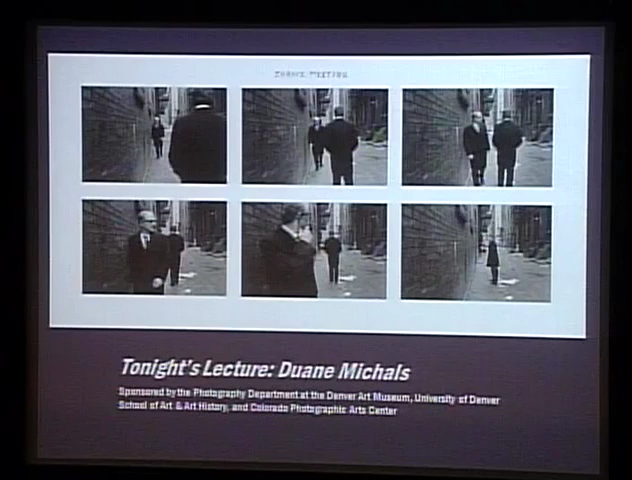 CHANCE MEETING
Tonight's Lecture: Duane Michals
Sponsored by the Photography Department at the Denver Art Museum, University of Denver
School of Art & Art History, and Colorado Photographic Arts Center